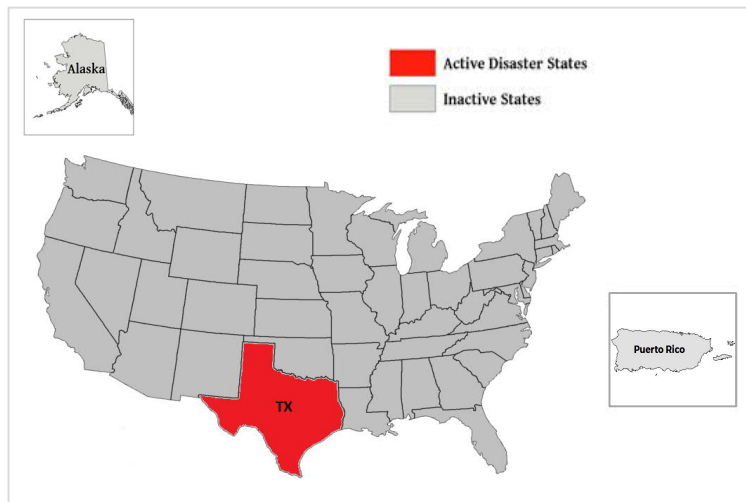 Alaska
Active Disaster States
Inactive States
Puerto Rico
TX